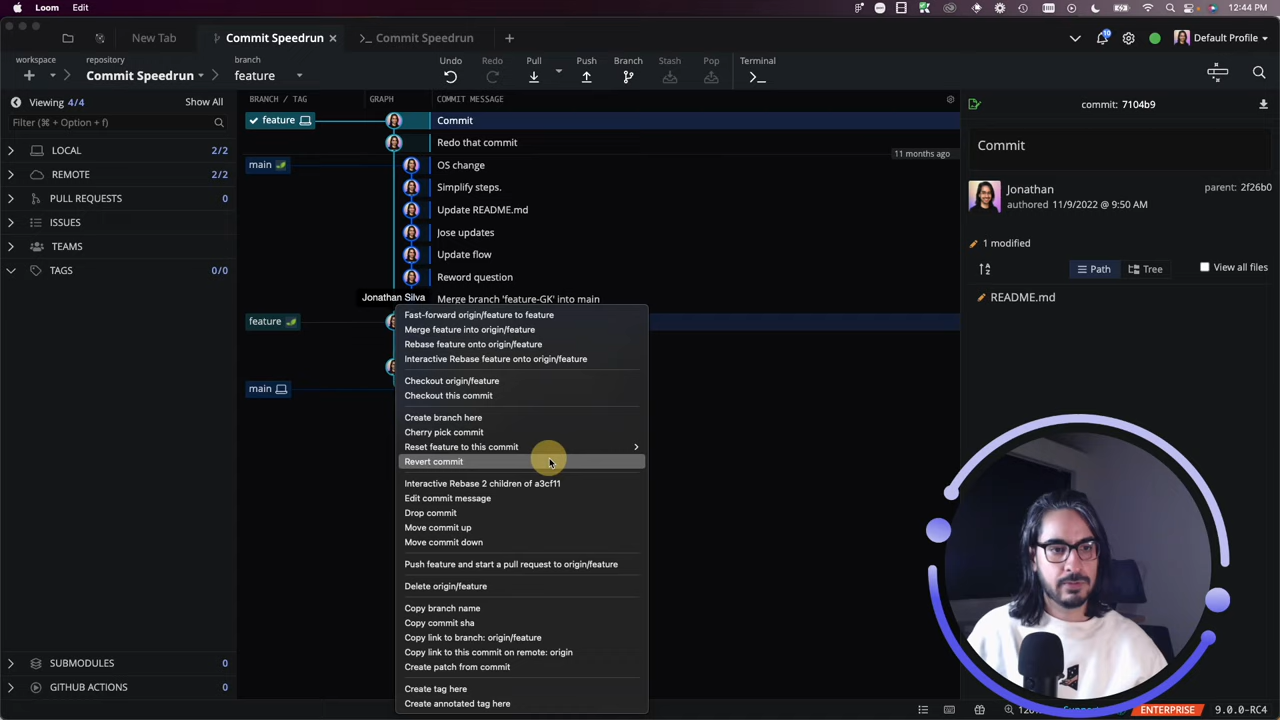 Loom Edit 12:44 PM
New Tab Commit Speedrun Commit Speedrun 10 Default Profile
workspace repository branch Undo Redo Pull Push Branch Stash Pop Terminal
Commit Speedrun feature
Viewing 4/4 Show All
Filter (⌘ + Option + f)
LOCAL 2/2
REMOTE 2/2
PULL REQUESTS 0
ISSUES
TEAMS
TAGS 0/0
SUBMODULES 0
GITHUB ACTIONS 0
BRANCH / TAG GRAPH COMMIT MESSAGE
feature Commit
Redo that commit
11 months ago
main OS change
Simplify steps.
Update README.md
Jose updates
Update flow
Reword question
Jonathan Silva Merge branch 'feature-GK' into main
feature
main
Fast-forward origin/feature to feature
Merge feature into origin/feature
Rebase feature onto origin/feature
Interactive Rebase feature onto origin/feature
Checkout origin/feature
Checkout this commit
Create branch here
Cherry pick commit
Reset feature to this commit
Revert commit
Interactive Rebase 2 children of a3cf11
Edit commit message
Drop commit
Move commit up
Move commit down
Push feature and start a pull request to origin/feature
Delete origin/feature
Copy branch name
Copy commit sha
Copy link to branch: origin/feature
Copy link to this commit on remote: origin
Create patch from commit
Create tag here
Create annotated tag here
commit: 7104b9
Commit
Jonathan parent: 2f26b0
authored 11/9/2022 @ 9:50 AM
1 modified
Path Tree View all files
README.md
ENTERPRISE 9.0.0-RC4